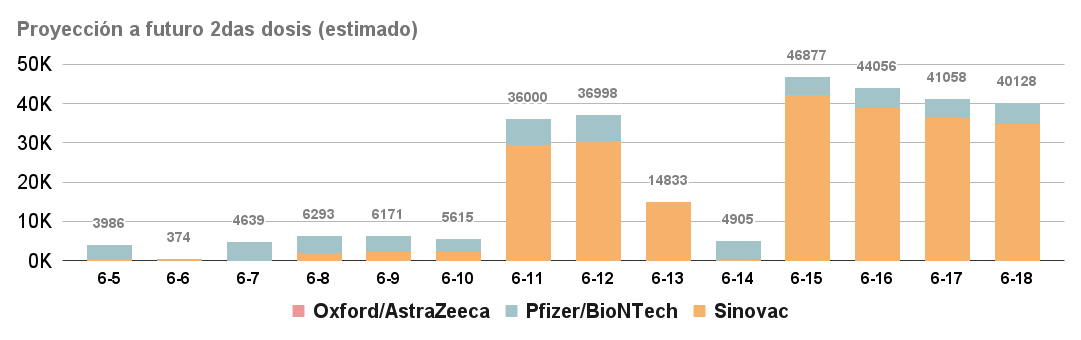 Proyección a futuro 2das dosis (estimado)
50K
40K
30K
20K
10K
0K
3986
374
4639
6293
6171
5615
36000
36998
14833
4905
46877
44056
41058
40128
6-5
6-6
6-7
6-8
6-9
6-10
6-11
6-12
6-13
6-14
6-15
6-16
6-17
6-18
Oxford/AstraZeeca
Pfizer/BioNTech
Sinovac